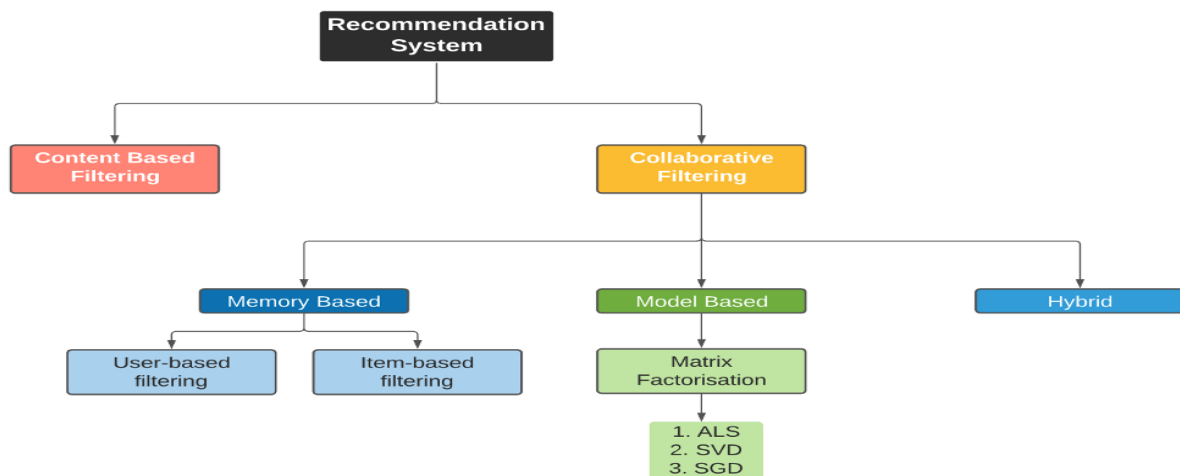 Recommendation
System
Content Based
Filtering
Collaborative
Filtering
Memory Based
Model Based
Hybrid
User-based
filtering
Item-based
filtering
Matrix
Factorisation
1. ALS
2. SVD
3. SGD